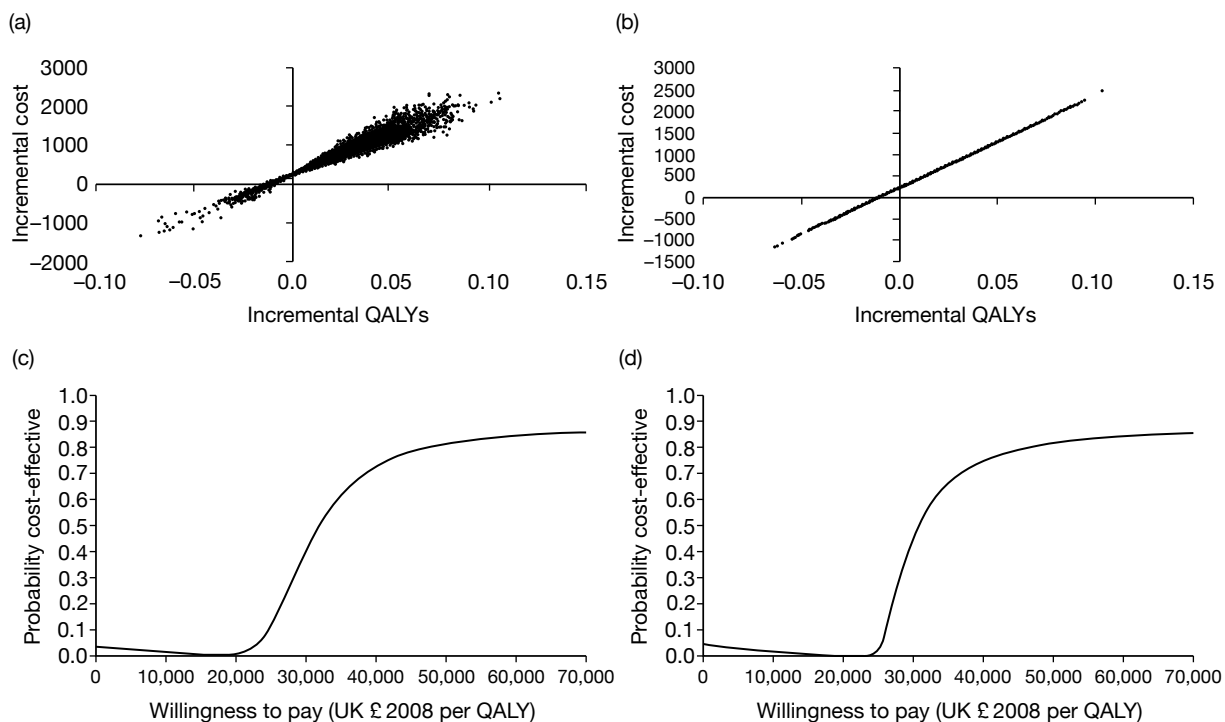 (a)
Incremental cost
3000
2000
1000
0
−1000
−2000
−0.10 −0.05 0.0 0.05 0.10 0.15
Incremental QALYs
(b)
Incremental cost
3000
2500
2000
1500
1000
500
0
−500
−1000
−1500
−0.10 −0.05 0.00 0.05 0.10 0.15
Incremental QALYs
(c)
Probability cost-effective
1.0
0.9
0.8
0.7
0.6
0.5
0.4
0.3
0.2
0.1
0.0
0 10,000 20,000 30,000 40,000 50,000 60,000 70,000
Willingness to pay (UK £ 2008 per QALY)
(d)
Probability cost-effective
1.0
0.9
0.8
0.7
0.6
0.5
0.4
0.3
0.2
0.1
0.0
0 10,000 20,000 30,000 40,000 50,000 60,000 70,000
Willingness to pay (UK £ 2008 per QALY)